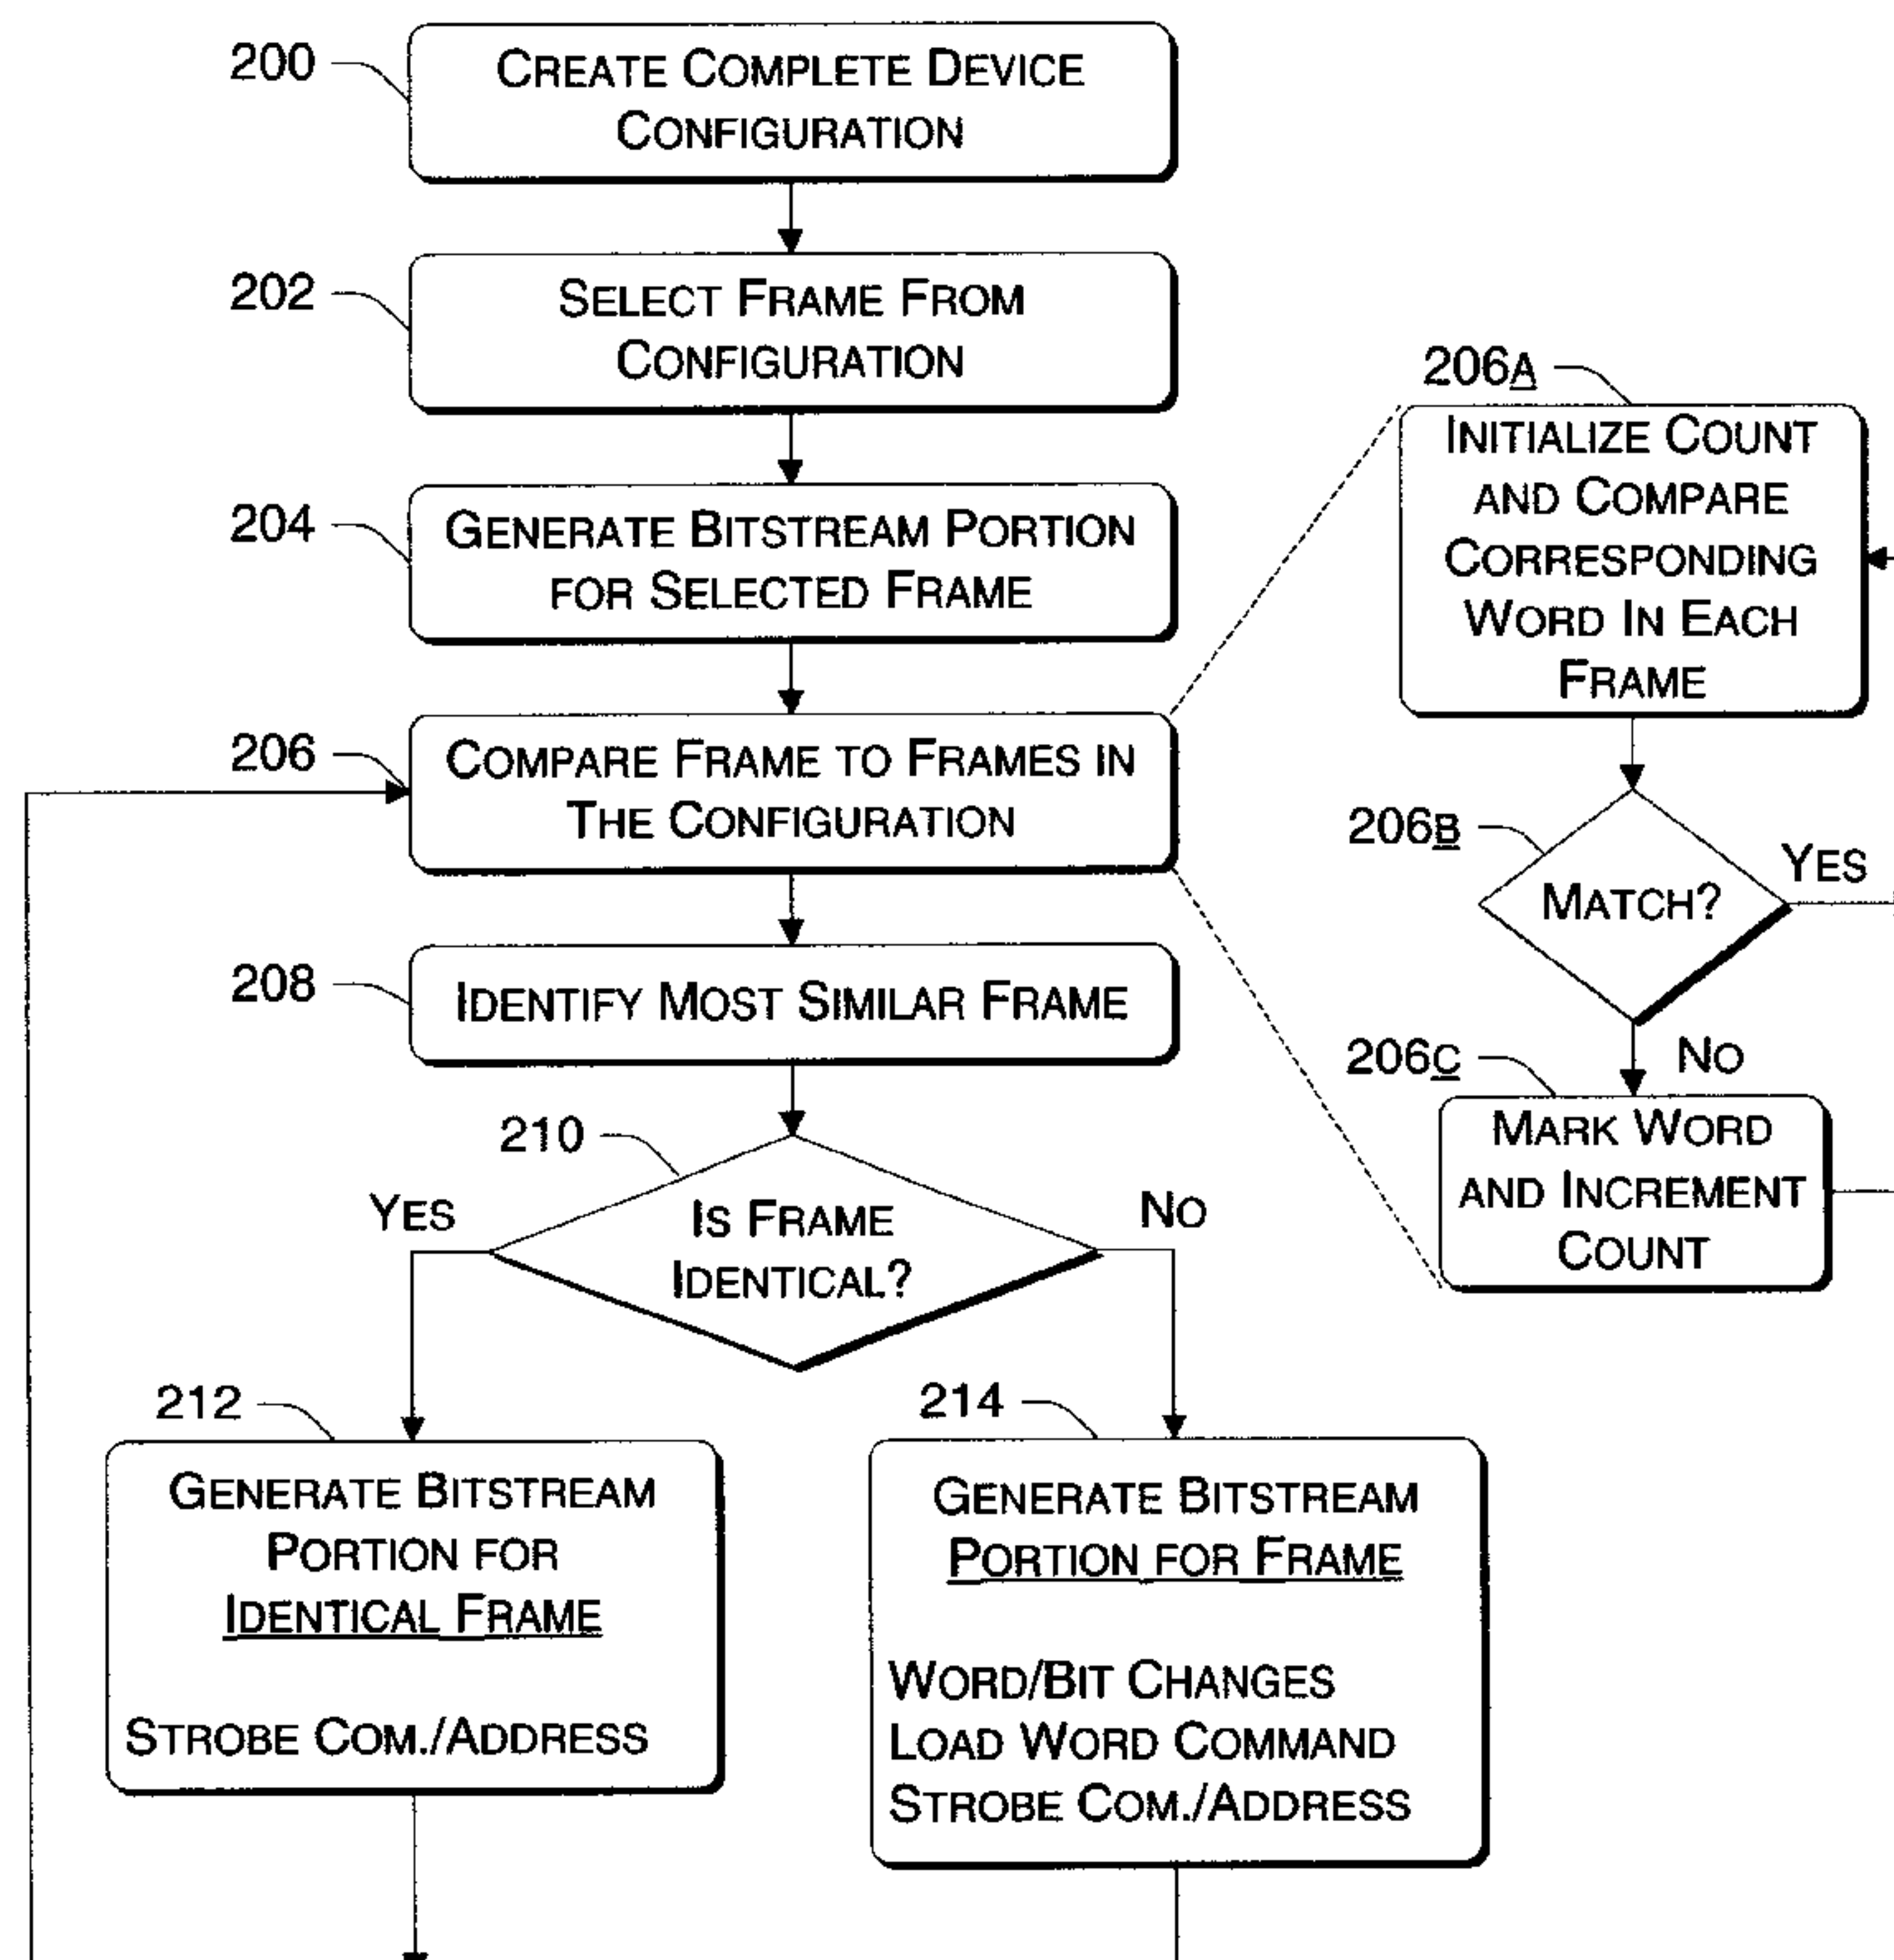 200
CREATE COMPLETE DEVICE
CONFIGURATION
202
SELECT FRAME FROM
CONFIGURATION
204
GENERATE BITSTREAM PORTION
FOR SELECTED FRAME
206
COMPARE FRAME TO FRAMES IN
THE CONFIGURATION
206A
INITIALIZE COUNT
AND COMPARE
CORRESPONDING
WORD IN EACH
FRAME
206B
MATCH?
YES
NO
206C
MARK WORD
AND INCREMENT
COUNT
208
IDENTIFY MOST SIMILAR FRAME
210
IS FRAME
IDENTICAL?
YES
NO
212
GENERATE BITSTREAM
PORTION FOR
IDENTICAL FRAME
STROBE COM./ADDRESS
214
GENERATE BITSTREAM
PORTION FOR FRAME
WORD/BIT CHANGES
LOAD WORD COMMAND
STROBE COM./ADDRESS